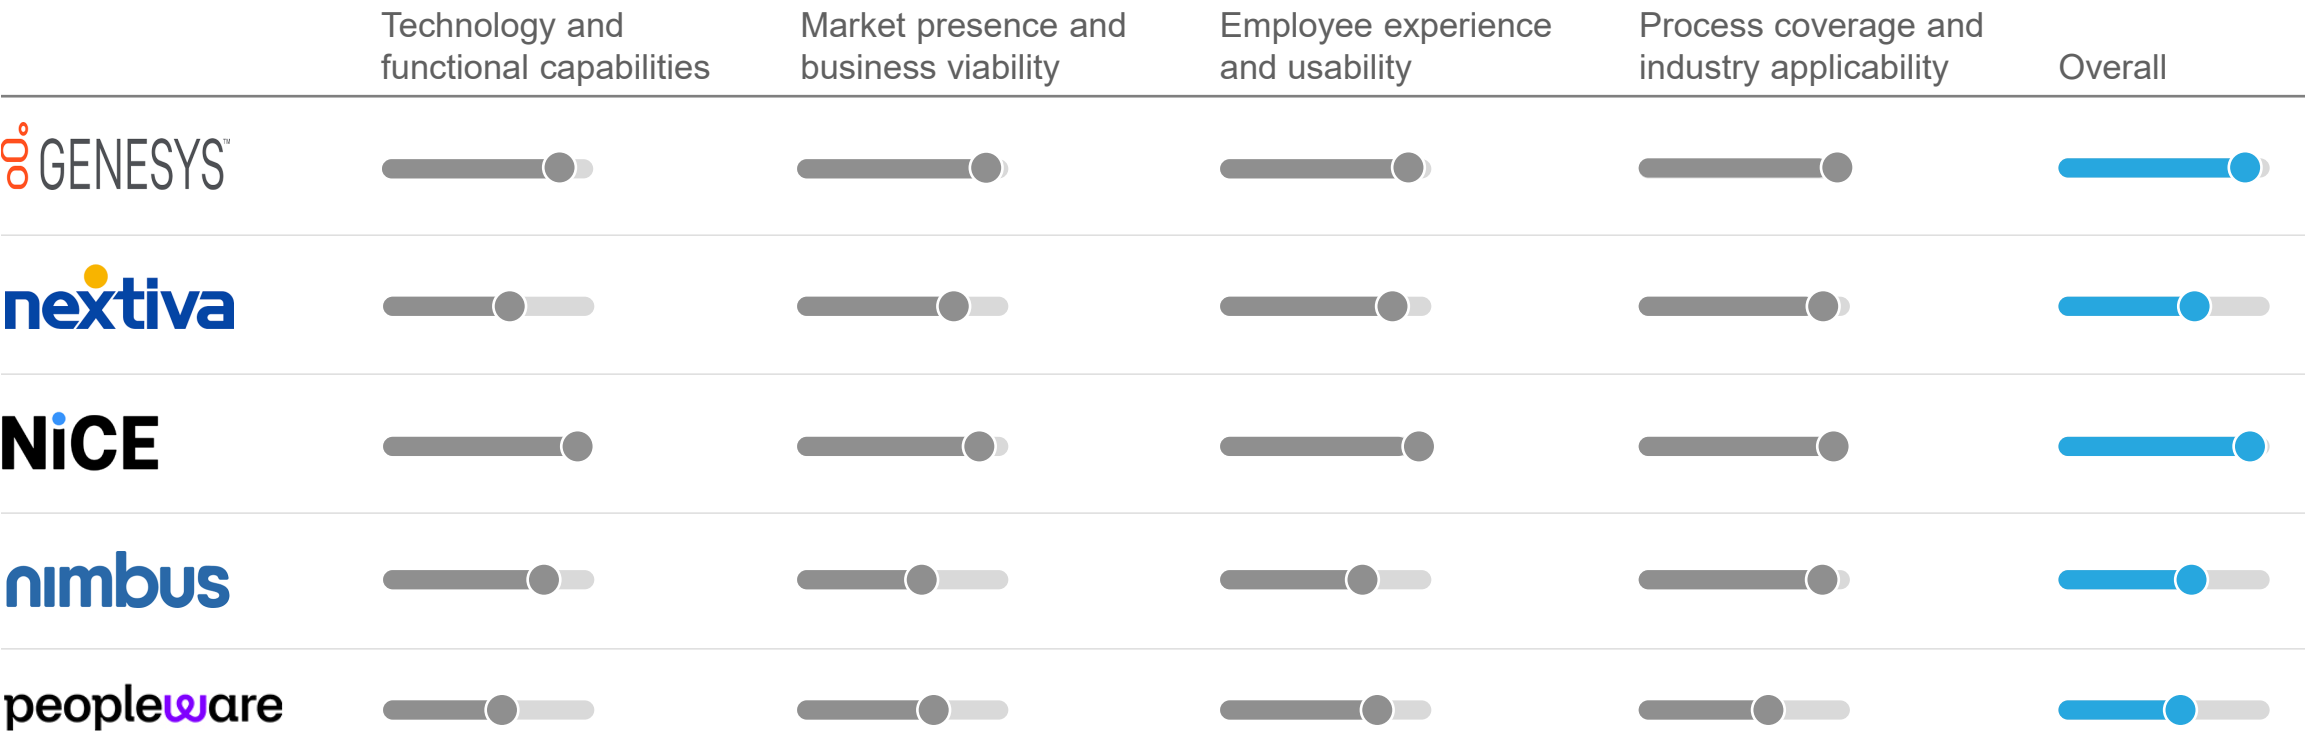 Technology and
functional capabilities
Market presence and
business viability
Employee experience
and usability
Process coverage and
industry applicability
Overall
GENESYS™
nextiva
NiCE
nimbus
peopleware